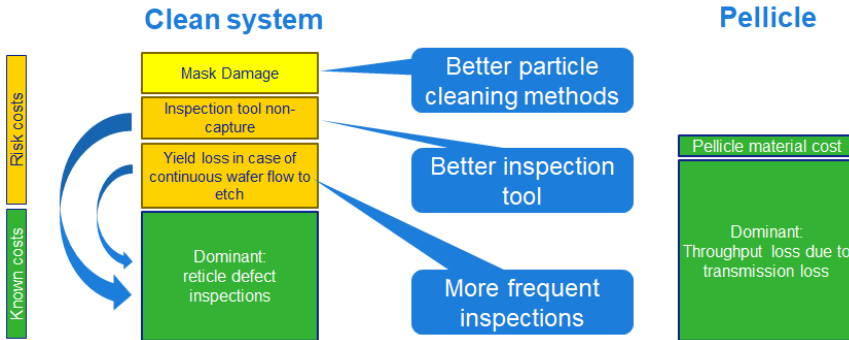 Clean system
Pellicle
Risk costs
Known costs
Mask Damage
Inspection tool non-
capture
Yield loss in case of
continuous wafer flow to
etch
Dominant:
reticle defect
inspections
Better particle
cleaning methods
Better inspection
tool
More frequent
inspections
Pellicle material cost
Dominant:
Throughput loss due to
transmission loss